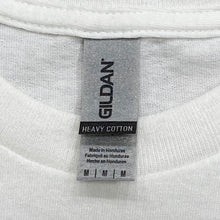 GILDAN®
HEAVY COTTON
Made in Honduras
Fabriqué au Honduras
Hecho en Honduras
M M M